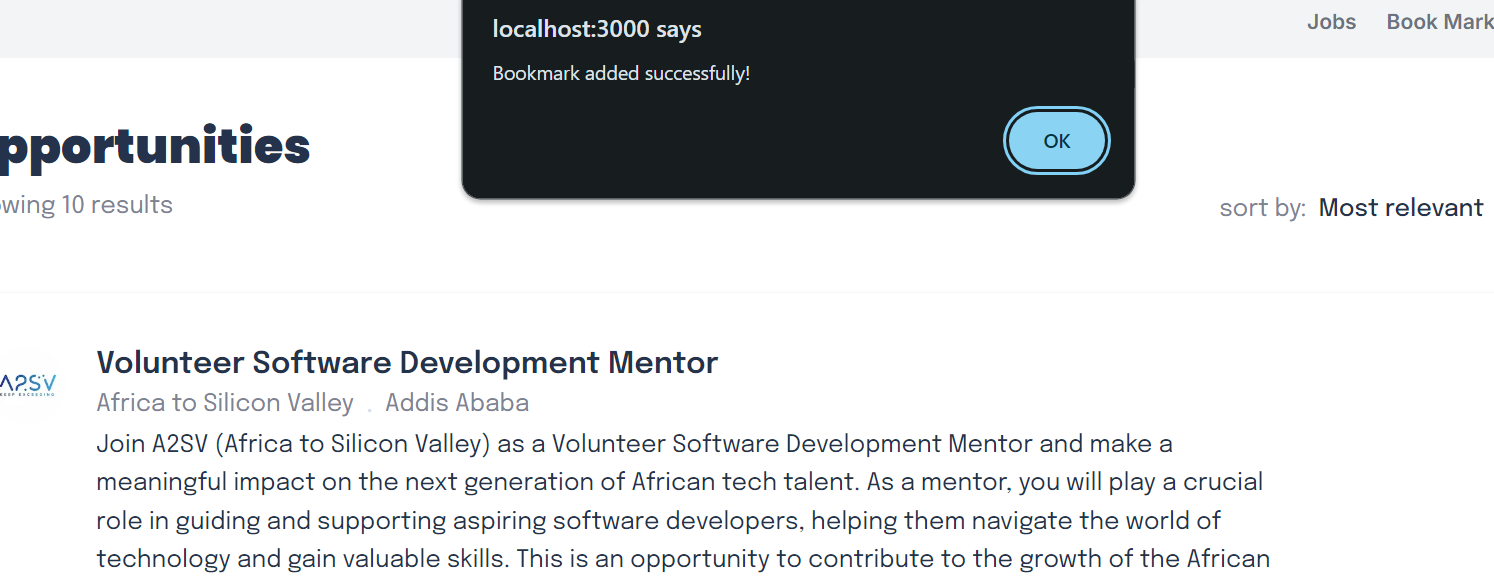 localhost:3000 says
Jobs Book Mark
Bookmark added successfully!
OK
pportunities
wing 10 results
sort by: Most relevant
Volunteer Software Development Mentor
A2SV
KEEP EXCEEDING
Africa to Silicon Valley . Addis Ababa
Join A2SV (Africa to Silicon Valley) as a Volunteer Software Development Mentor and make a
meaningful impact on the next generation of African tech talent. As a mentor, you will play a crucial
role in guiding and supporting aspiring software developers, helping them navigate the world of
technology and gain valuable skills. This is an opportunity to contribute to the growth of the African